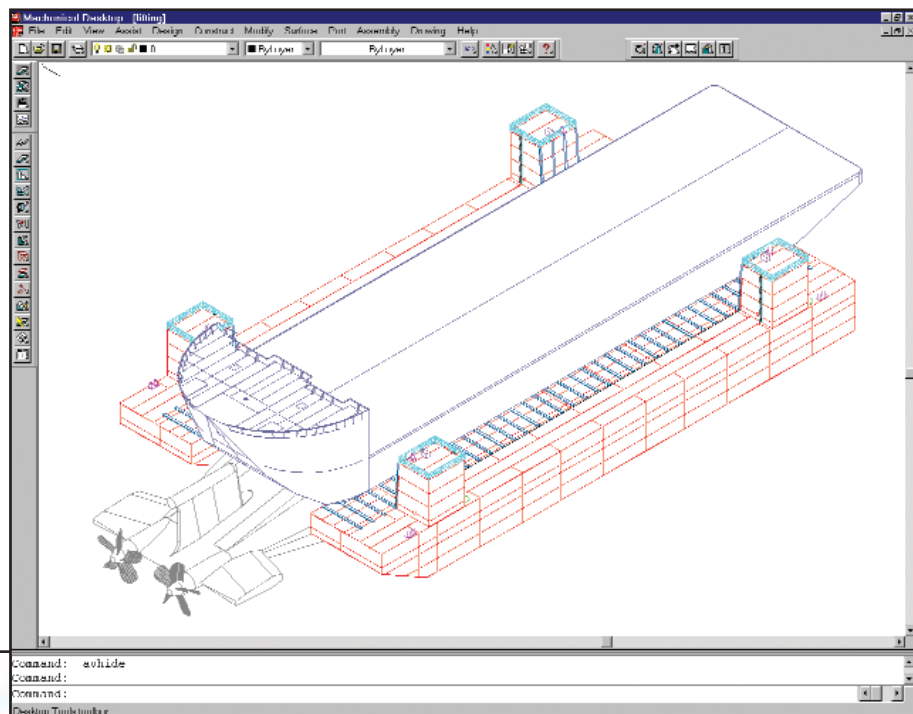 Mechanical Desktop - [lifting]
File Edit View Assist Design Construct Modify Surface Part Assembly Drawing Help
0 ByLayer ByLayer
Command: avhide
Command:
Command:
Desktop Tools toolbar